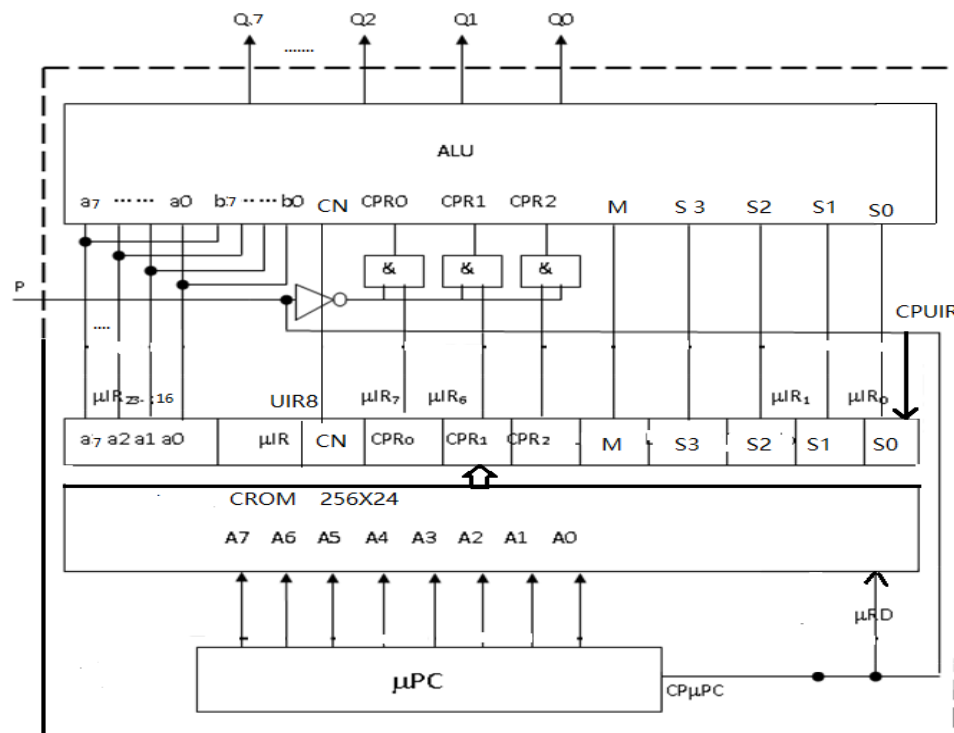 Q7 ....... Q2 Q1 Q0
ALU
a7 ... ... a0 b7 ... ... b0 CN CPR0 CPR1 CPR2 M S3 S2 S1 S0
& & &
P
CPUIR
....
μIR23-:16 UIR8 μIR7 μIR6 μIR1 μIR0
a7 a2 a1 a0 μIR CN CPR0 CPR1 CPR2 M S3 S2 S1 S0
CROM 256X24
A7 A6 A5 A4 A3 A2 A1 A0
μRD
μPC
CPμPC